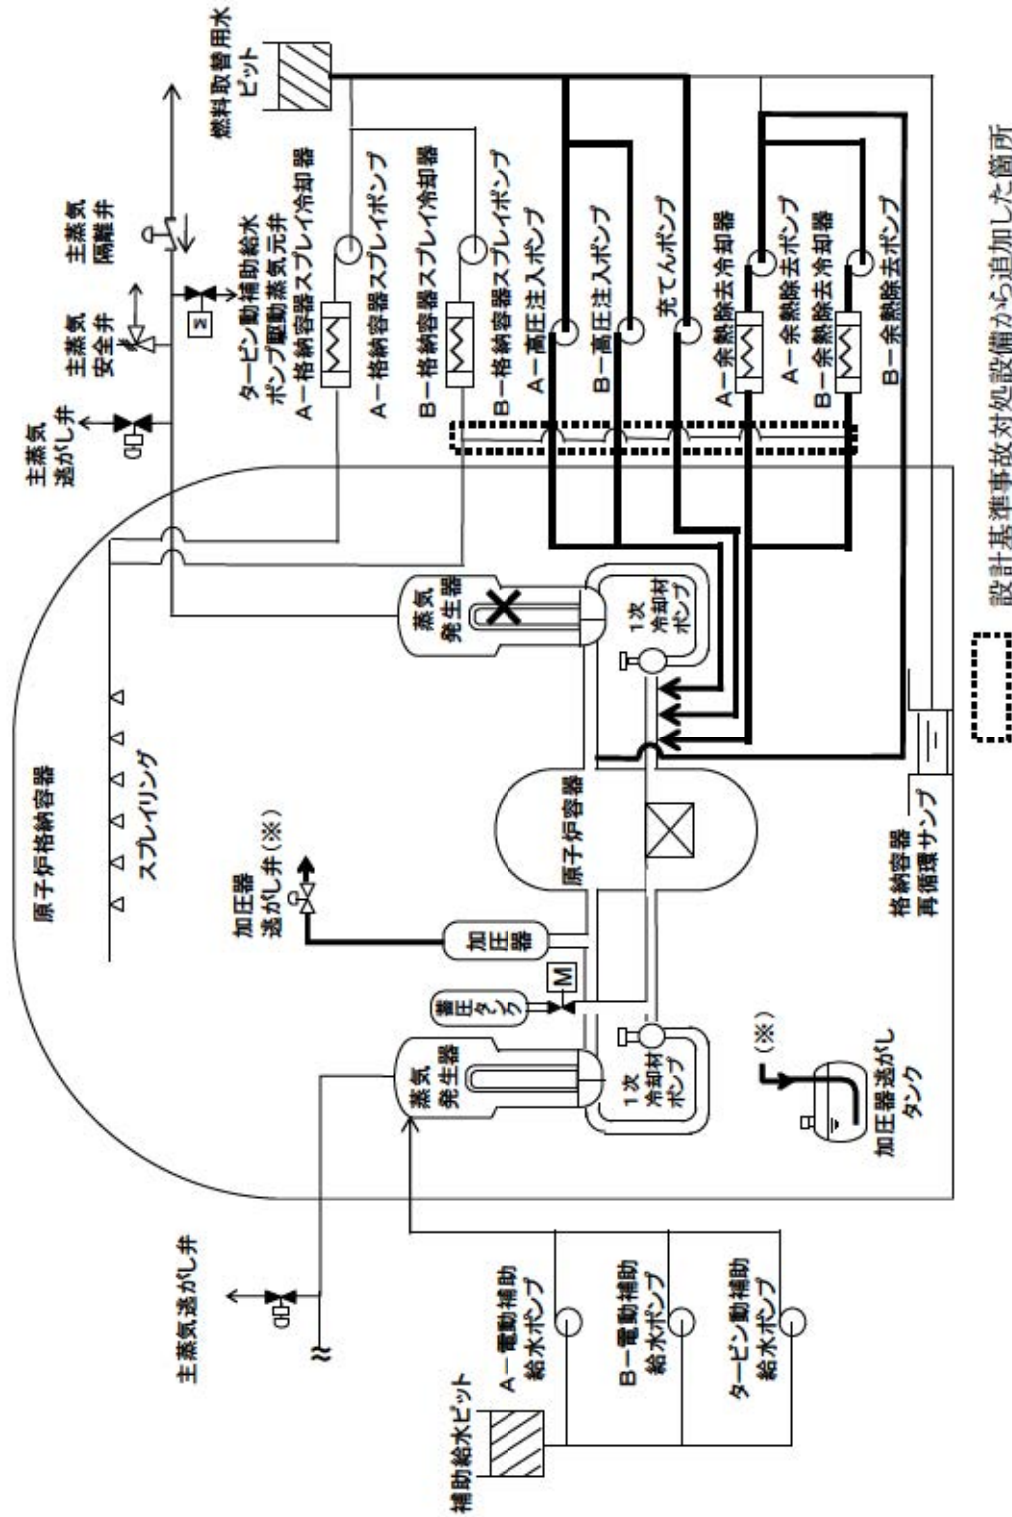 原子炉格納容器
スプレイリング
主蒸気逃がし弁
加圧器
逃がし弁(※)
主蒸気
逃がし弁
主蒸気
安全弁
主蒸気
隔離弁
燃料取替用水
ピット
タービン動補助給水
ポンプ駆動蒸気元弁
A-格納容器スプレイ冷却器
A-格納容器スプレイポンプ
B-格納容器スプレイ冷却器
B-格納容器スプレイポンプ
A-高圧注入ポンプ
B-高圧注入ポンプ
充てんポンプ
A-余熱除去冷却器
A-余熱除去ポンプ
B-余熱除去冷却器
B-余熱除去ポンプ
蒸気
発生器
蓄圧タンク
M
加圧器
原子炉容器
蒸気
発生器
1次
冷却材
ポンプ
1次
冷却材
ポンプ
補助給水ピット
A-電動補助
給水ポンプ
B-電動補助
給水ポンプ
タービン動補助
給水ポンプ
(※)
加圧器逃がし
タンク
格納容器
再循環サンプ
M
設計基準事故対処設備から追加した箇所